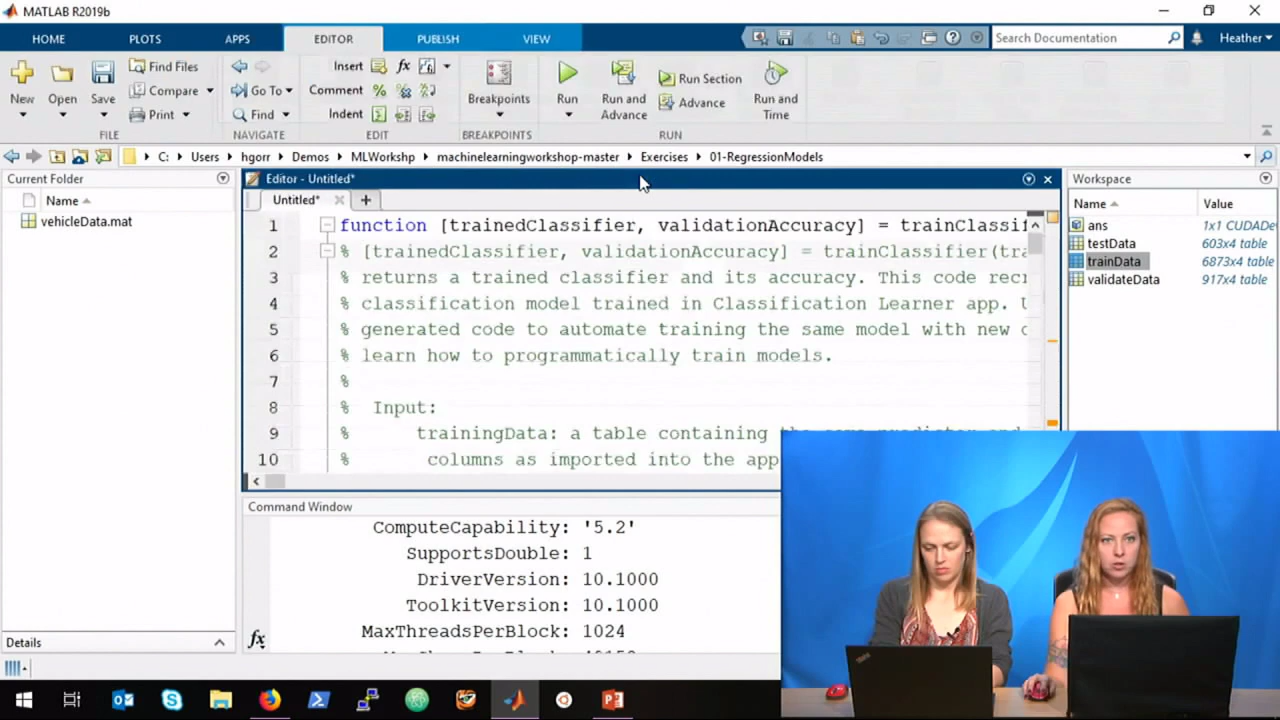 MATLAB R2019b
HOME PLOTS APPS EDITOR PUBLISH VIEW
Search Documentation
Heather
New
Open
Save
Find Files
Compare
Print
FILE
Go To
Find
NAVIGATE
Insert
Comment
Indent
EDIT
Breakpoints
BREAKPOINTS
Run
Run and Advance
Run Section
Advance
Run and Time
RUN
C: Users hgorr Demos MLWorkshp machinelearningworkshop-master Exercises 01-RegressionModels
Current Folder
Name
vehicleData.mat
Details
Editor - Untitled*
Untitled*
1 function [trainedClassifier, validationAccuracy] = trainClassif
2 % [trainedClassifier, validationAccuracy] = trainClassifier(tra
3 % returns a trained classifier and its accuracy. This code recr
4 % classification model trained in Classification Learner app. U
5 % generated code to automate training the same model with new d
6 % learn how to programmatically train models.
7 %
8 % Input:
9 % trainingData: a table containing the same predictor and
10 % columns as imported into the app
Command Window
ComputeCapability: '5.2'
SupportsDouble: 1
DriverVersion: 10.1000
ToolkitVersion: 10.1000
MaxThreadsPerBlock: 1024
fx
Workspace
Name Value
ans 1x1 CUDADe
testData 603x4 table
trainData 6873x4 table
validateData 917x4 table